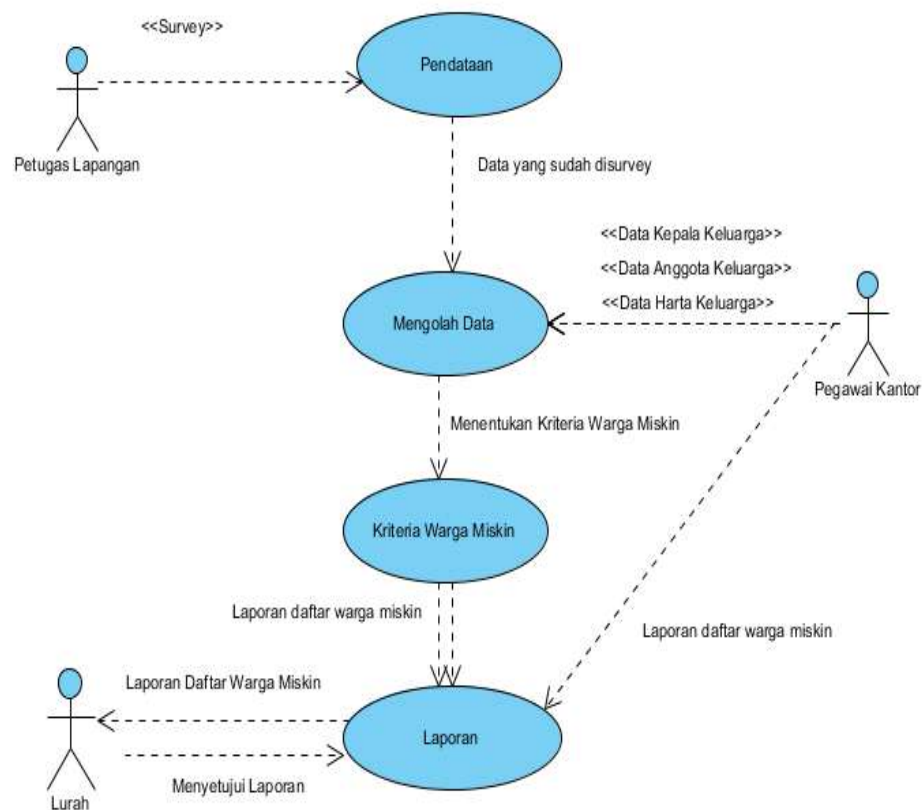 <<Survey>>
Pendataan
Petugas Lapangan
Data yang sudah disurvey
<<Data Kepala Keluarga>>
<<Data Anggota Keluarga>>
<<Data Harta Keluarga>>
Mengolah Data
Pegawai Kantor
Menentukan Kriteria Warga Miskin
Kriteria Warga Miskin
Laporan daftar warga miskin
Laporan daftar warga miskin
Laporan Daftar Warga Miskin
Laporan
Menyetujui Laporan
Lurah